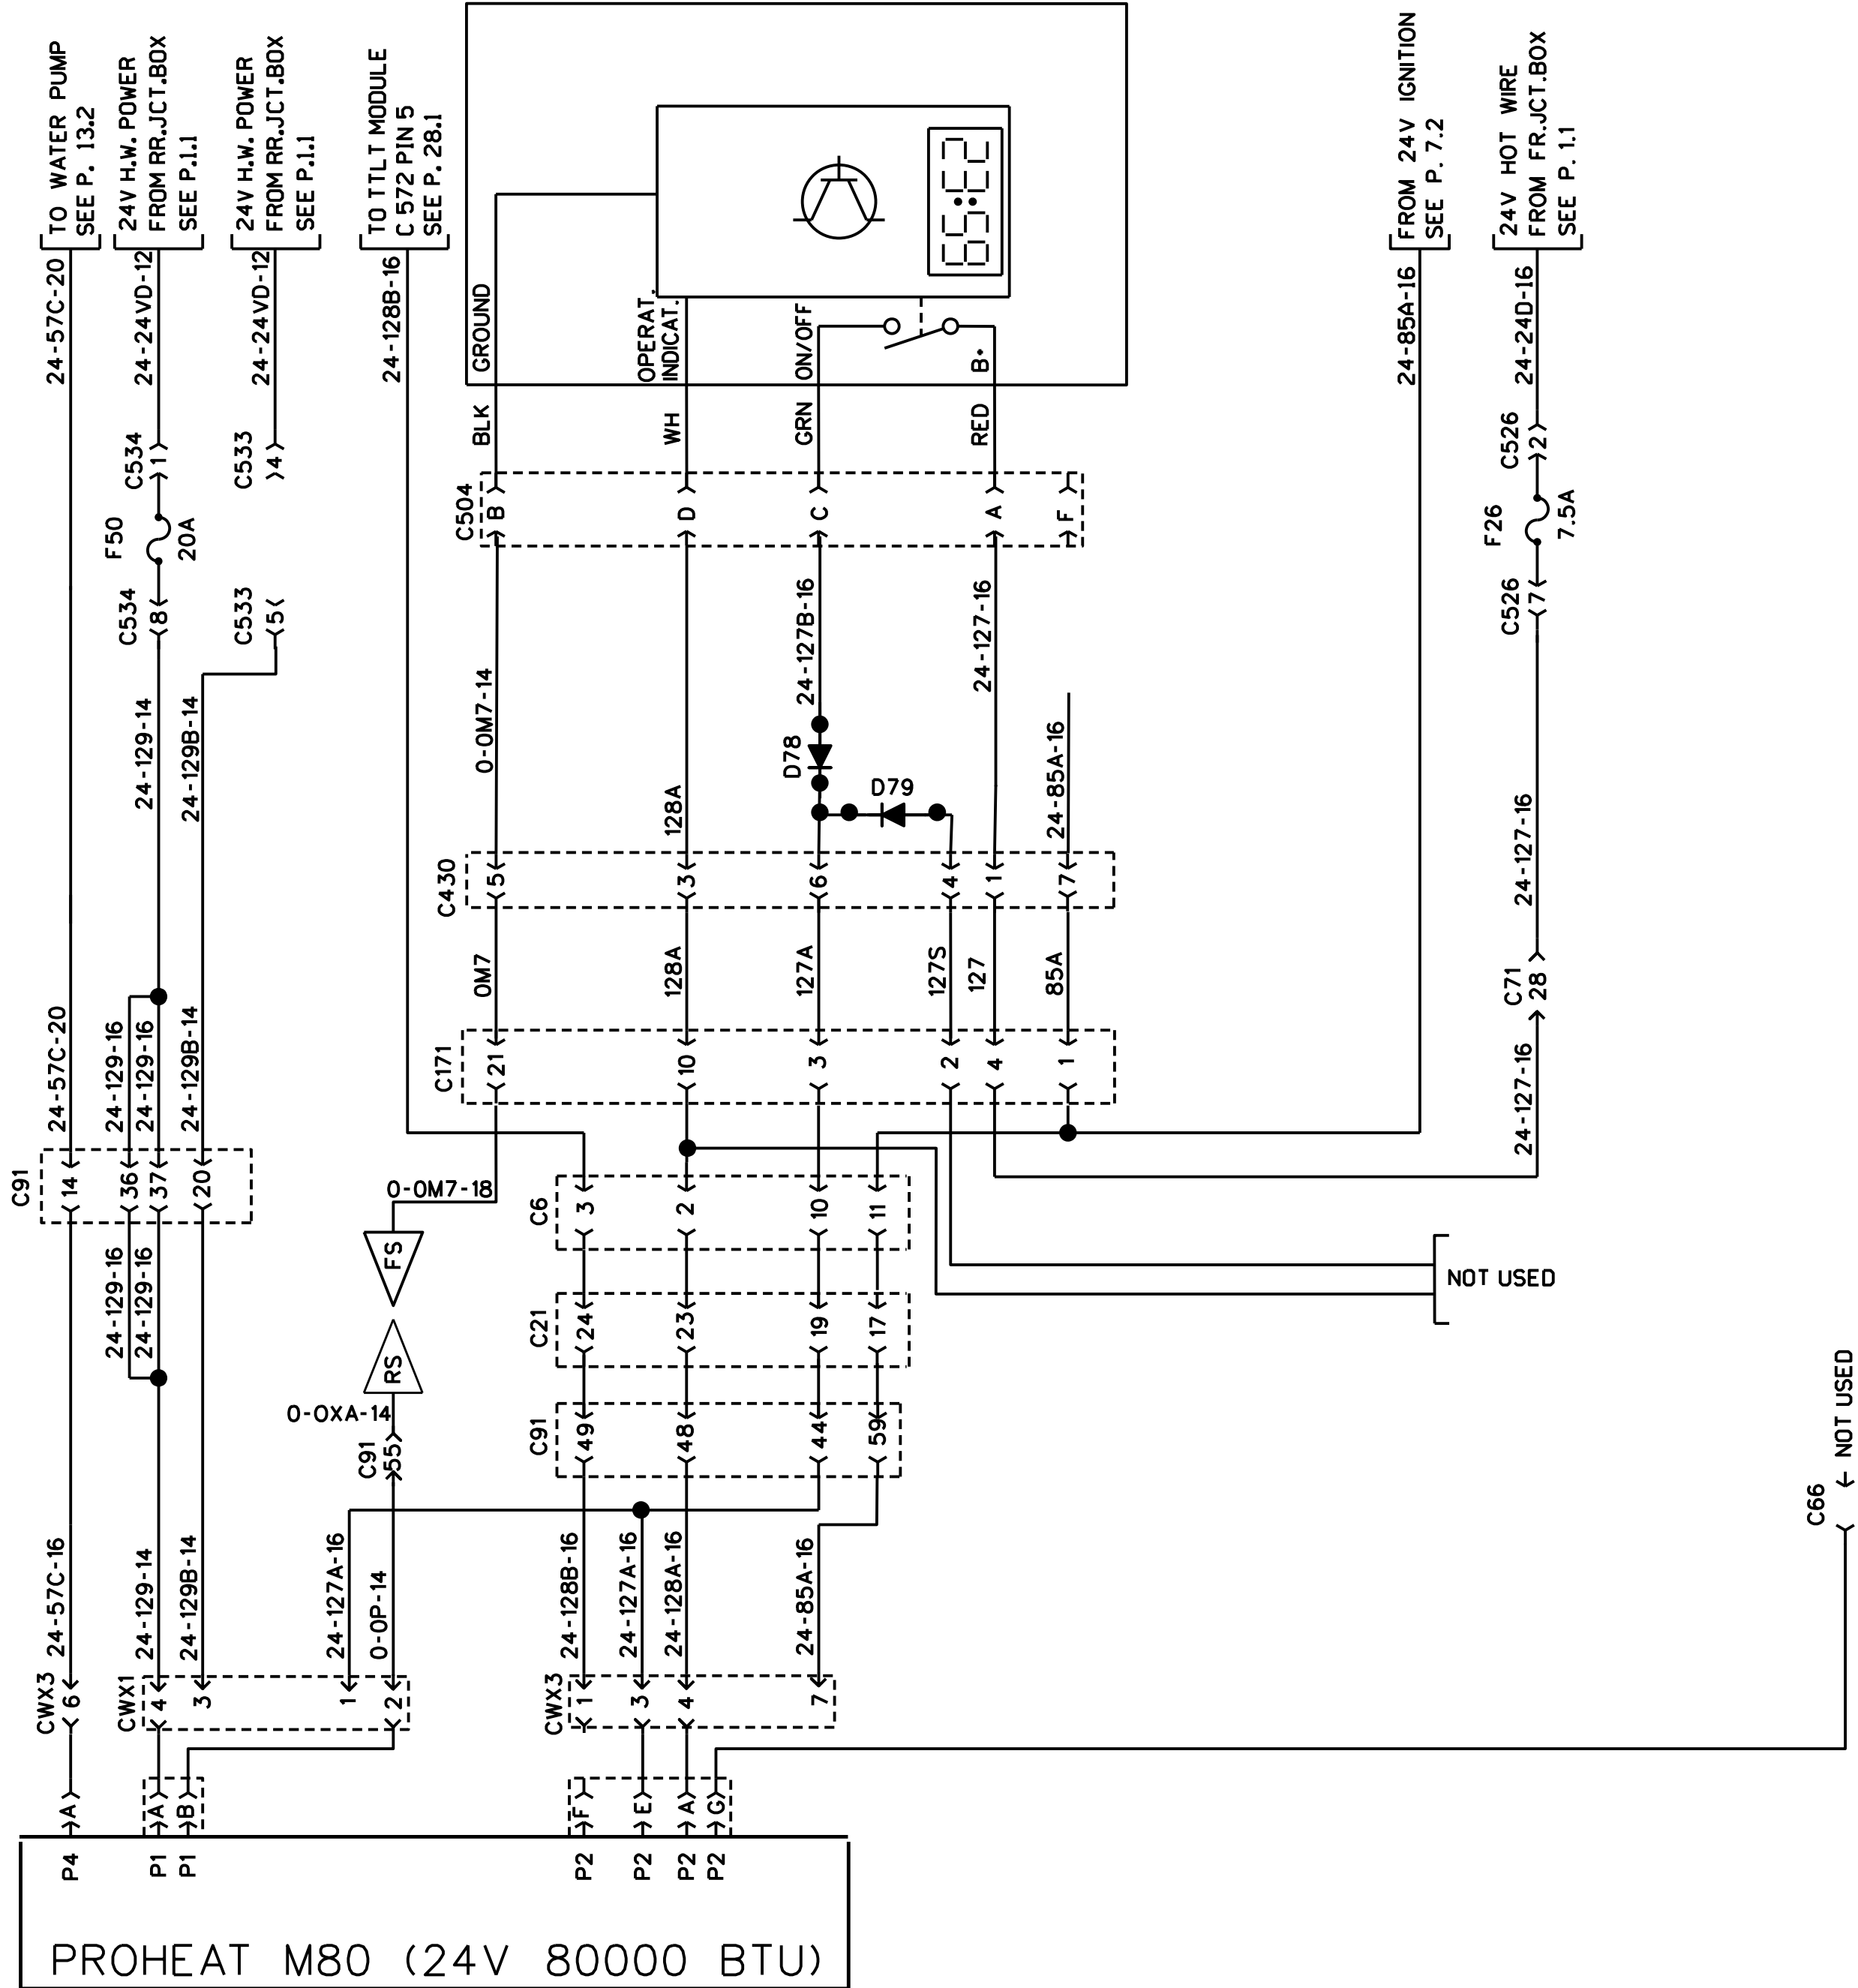 TO WATER PUMP
SEE P. 13.2
24V H.W. POWER
FROM RR.JCT.BOX
SEE P.1.1
24V H.W. POWER
FROM RR.JCT.BOX
SEE P.1.1
TO TTLT MODULE
C 572 PIN 5
SEE P. 28.1
FROM 24V IGNITION
SEE P. 7.2
24V HOT WIRE
FROM FR.JCT.BOX
SEE P. 1.1
24-57C-20
24-24VD-12
24-24VD-12
24-128B-16
GROUND
OPERAT.
INDICAT.
ON/OFF
B+
24-85A-16
24-24D-16
BLK
WH
GRN
RED
C534
1
C533
4
C504
B
D
C
A
F
C526
2
F50
20A
F26
7.5A
C534
8
C533
5
C526
7
0-0M7-14
24-127B-16
24-127-16
24-129-14
24-129B-14
D78
D79
128A
24-85A-16
24-127-16
C430
5
3
6
4
1
7
0M7
128A
127A
127S
127
85A
C71
28
24-57C-20
24-129-16
24-129-16
24-129B-14
C171
21
10
3
2
4
1
24-127-16
C91
14
36
37
20
0-0M7-18
C6
3
2
10
11
FS
24-129-16
24-129-16
NOT USED
RS
C21
24
23
19
17
0-0XA-14
C91
55
C91
49
48
44
59
NOT USED
C66
24-57C-16
24-129-14
24-129B-14
24-127A-16
0-0P-14
24-128B-16
24-127A-16
24-128A-16
24-85A-16
CWX3
6
CWX1
4
3
1
2
CWX3
1
3
4
7
A
A
B
F
E
A
G
P4
P1
P1
P2
P2
P2
P2
PROHEAT M80 (24V 80000 BTU)